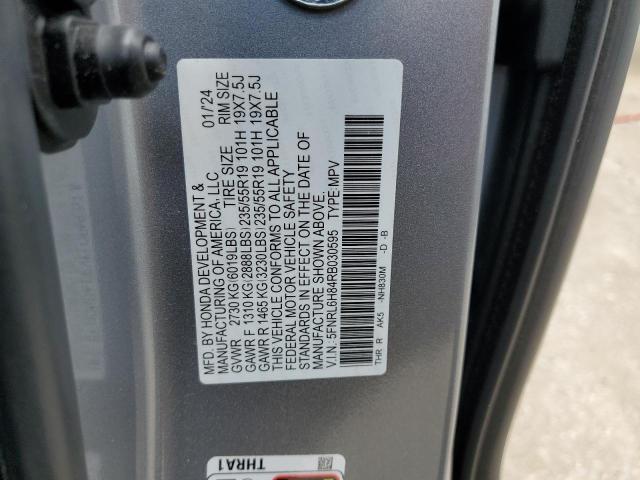 MFD. BY HONDA DEVELOPMENT &
MANUFACTURING OF AMERICA, LLC 01/'24
GVWR 2730 KG(6019LBS) TIRE SIZE RIM SIZE
GAWR F 1310 KG(2888LBS) 235/55R19 101H 19X7.5J
GAWR R 1465 KG(3230LBS) 235/55R19 101H 19X7.5J
THIS VEHICLE CONFORMS TO ALL APPLICABLE
FEDERAL MOTOR VEHICLE SAFETY
STANDARDS IN EFFECT ON THE DATE OF
MANUFACTURE SHOWN ABOVE.
V.I.N:5FNRL6H84RB030595 TYPE:MPV
THR R AK5 -NH830M -D -B
THRA1